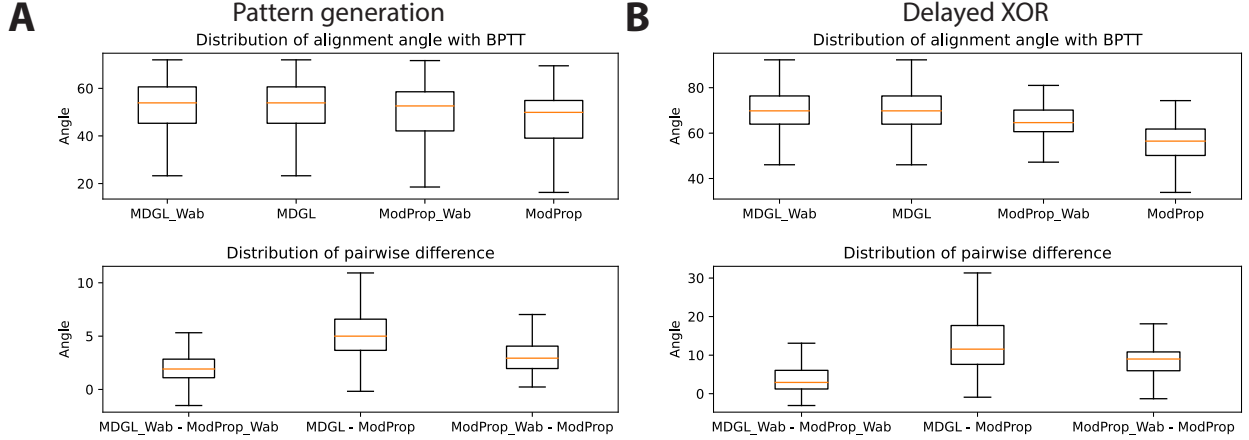 A
Pattern generation
Distribution of alignment angle with BPTT
Angle
60
40
20
MDGL_Wab MDGL ModProp_Wab ModProp
Distribution of pairwise difference
Angle
10
5
0
MDGL_Wab - ModProp_Wab MDGL - ModProp ModProp_Wab - ModProp
B
Delayed XOR
Distribution of alignment angle with BPTT
Angle
80
60
40
MDGL_Wab MDGL ModProp_Wab ModProp
Distribution of pairwise difference
Angle
30
20
10
0
MDGL_Wab - ModProp_Wab MDGL - ModProp ModProp_Wab - ModProp